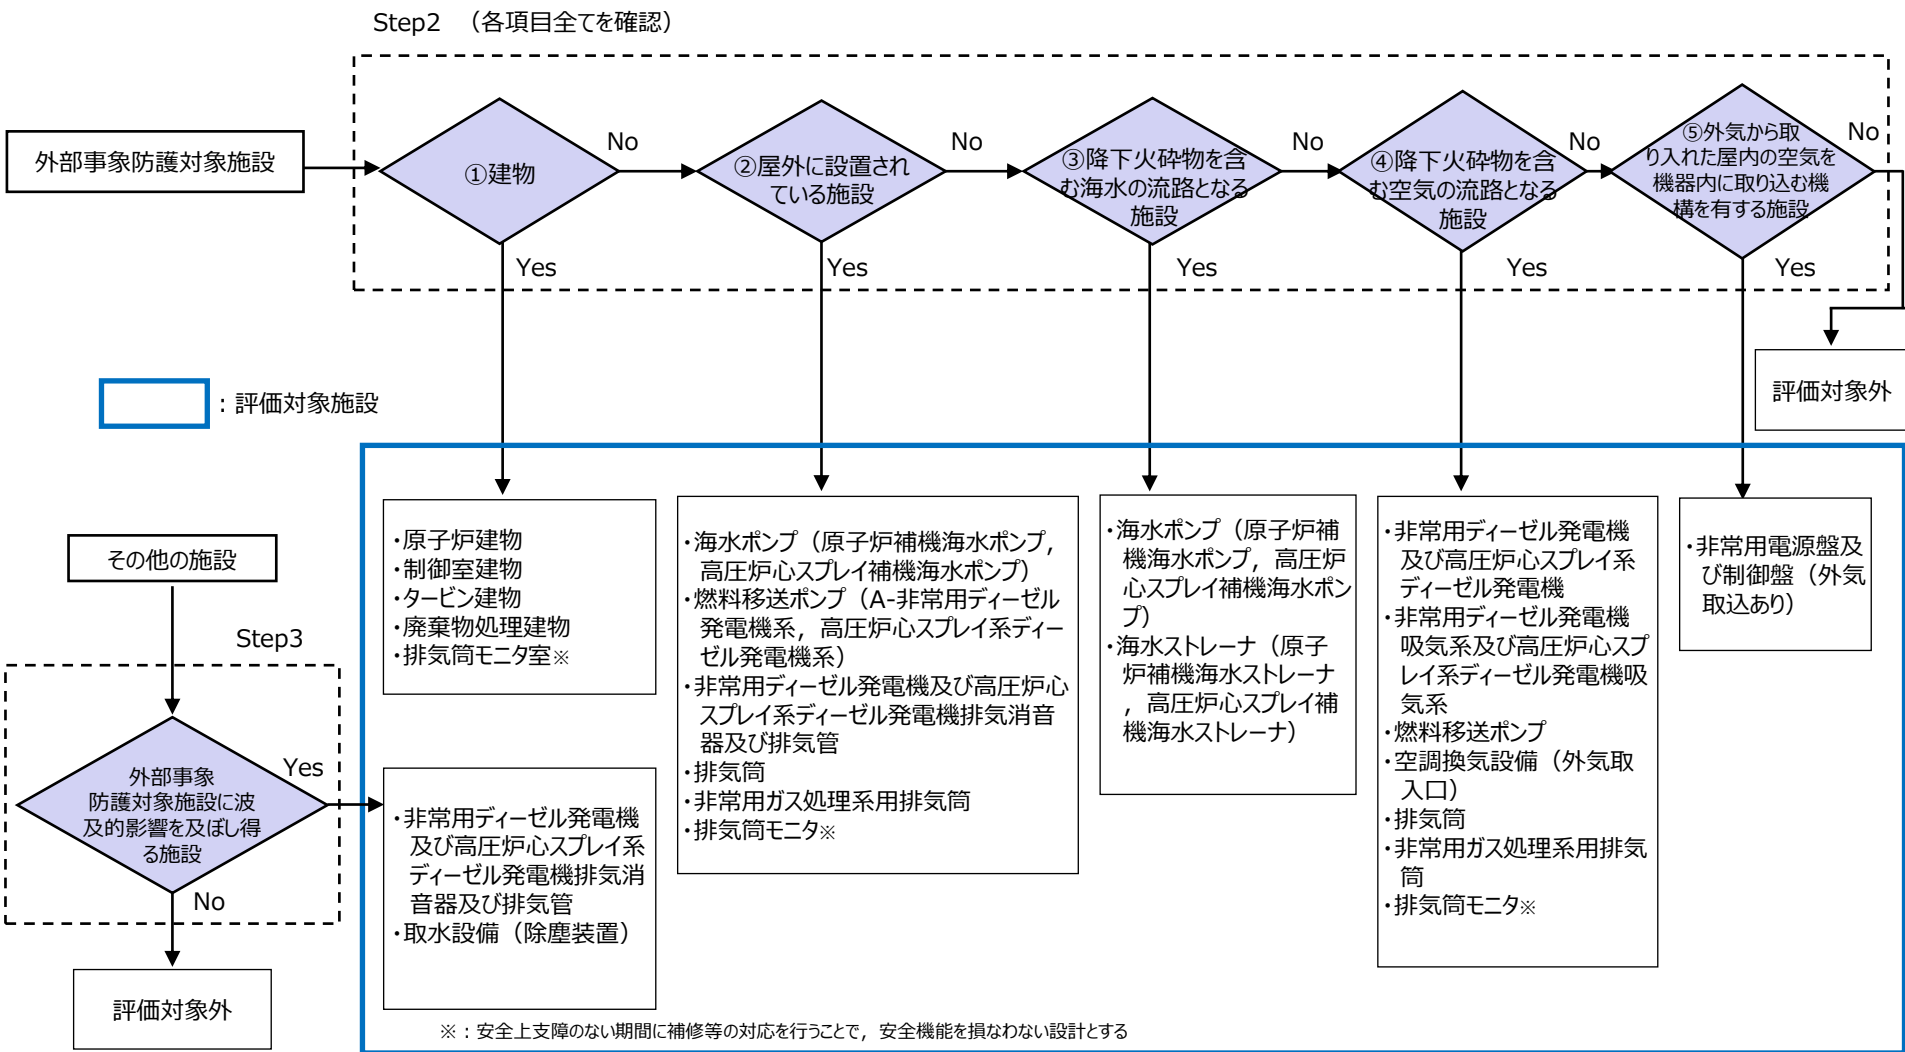 Step2 （各項目全てを確認）
外部事象防護対象施設
①建物
No
Yes
②屋外に設置され
ている施設
No
Yes
③降下火砕物を含
む海水の流路となる
施設
No
Yes
④降下火砕物を含
む空気の流路となる
施設
No
Yes
⑤外気から取
り入れた屋内の空気を
機器内に取り込む機
構を有する施設
No
Yes
評価対象外
：評価対象施設
・原子炉建物
・制御室建物
・タービン建物
・廃棄物処理建物
・排気筒モニタ室※
・海水ポンプ（原子炉補機海水ポンプ，
高圧炉心スプレイ補機海水ポンプ）
・燃料移送ポンプ（A-非常用ディーゼル
発電機系，高圧炉心スプレイ系ディー
ゼル発電機系）
・非常用ディーゼル発電機及び高圧炉心
スプレイ系ディーゼル発電機排気消音
器及び排気管
・排気筒
・非常用ガス処理系用排気筒
・排気筒モニタ※
・海水ポンプ（原子炉補
機海水ポンプ，高圧炉
心スプレイ補機海水ポン
プ）
・海水ストレーナ（原子
炉補機海水ストレーナ
，高圧炉心スプレイ補
機海水ストレーナ）
・非常用ディーゼル発電機
及び高圧炉心スプレイ系
ディーゼル発電機
・非常用ディーゼル発電機
吸気系及び高圧炉心スプ
レイ系ディーゼル発電機吸
気系
・燃料移送ポンプ
・空調換気設備（外気取
入口）
・排気筒
・非常用ガス処理系用排気
筒
・排気筒モニタ※
・非常用電源盤及
び制御盤（外気
取込あり）
その他の施設
Step3
外部事象
防護対象施設に波
及的影響を及ぼし得
る施設
Yes
No
評価対象外
・非常用ディーゼル発電機
及び高圧炉心スプレイ系
ディーゼル発電機排気消
音器及び排気管
・取水設備（除塵装置）
※：安全上支障のない期間に補修等の対応を行うことで，安全機能を損なわない設計とする